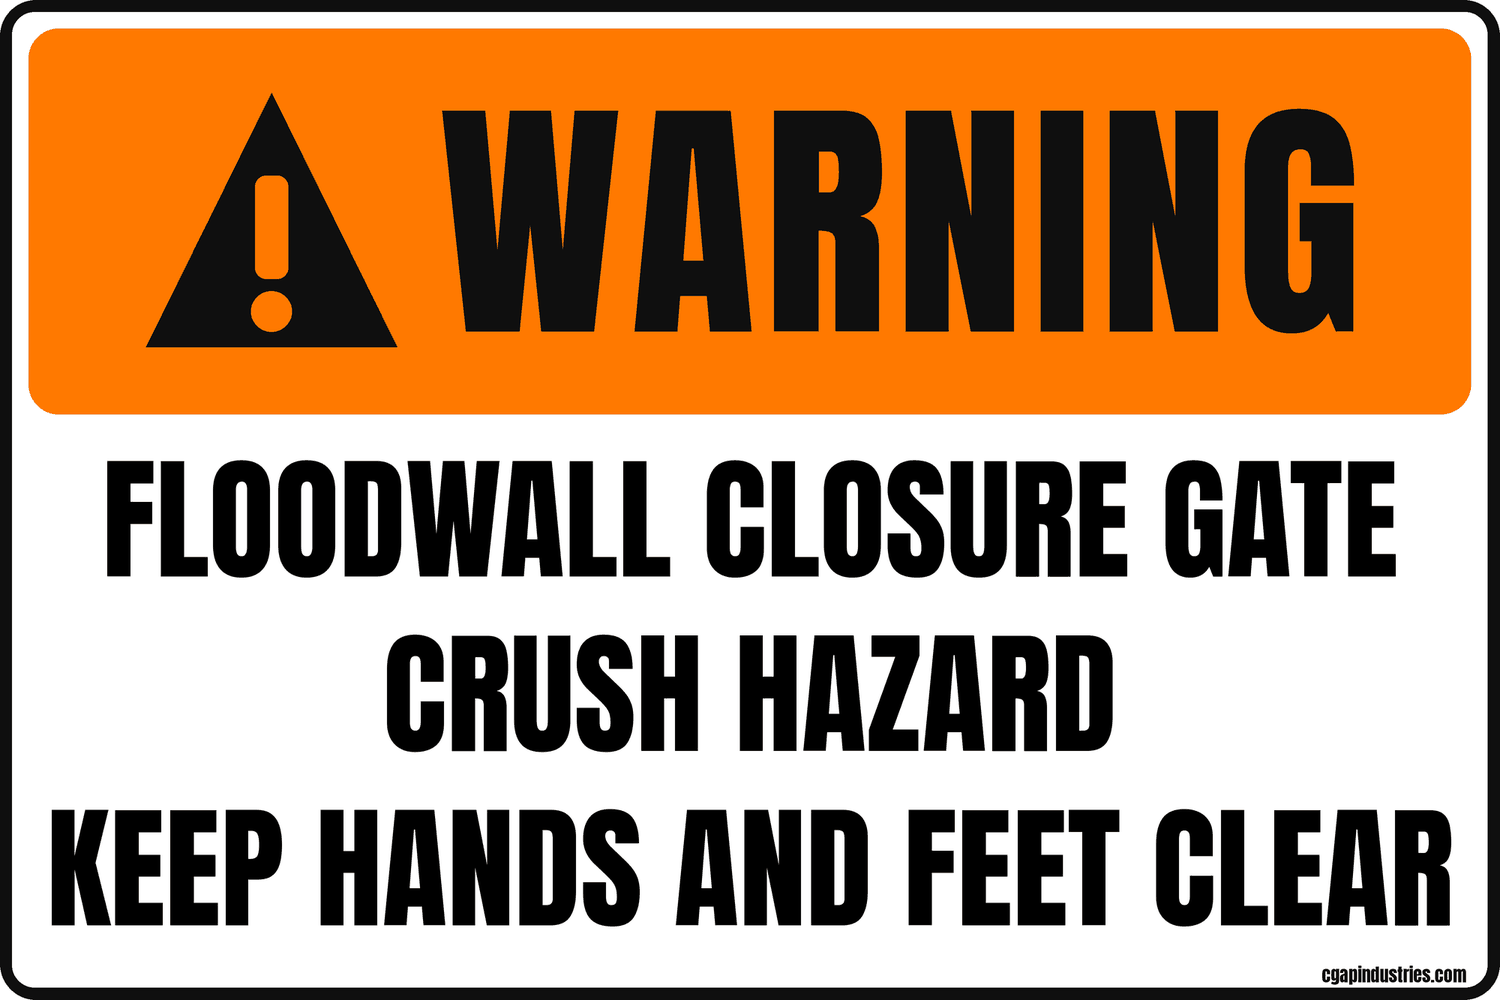 WARNING
FLOODWALL CLOSURE GATE
CRUSH HAZARD
KEEP HANDS AND FEET CLEAR
cgapindustries.com